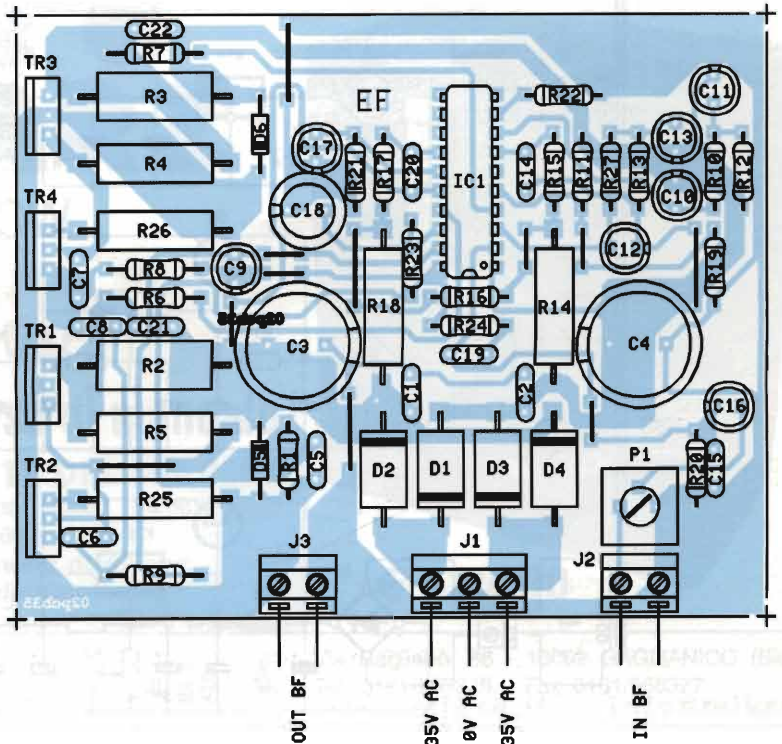 C22
R7
TR3
R3
D6
EF
R22
C11
C17
R21
R17
C20
IC1
C14
R15
R11
R27
R13
C13
R10
R12
R4
C10
TR4
C18
R26
C12
R23
C7
R8
C9
R19
R6
R16
R18
R14
C8
C21
R24
TR1
C3
C4
C19
R2
C1
C2
C16
R5
D5
R1
C5
D2
D1
D3
D4
P1
R20
C15
TR2
R25
C6
J3
J1
J2
R9
02pcb35
OUT BF
35V AC
0V AC
35V AC
IN BF